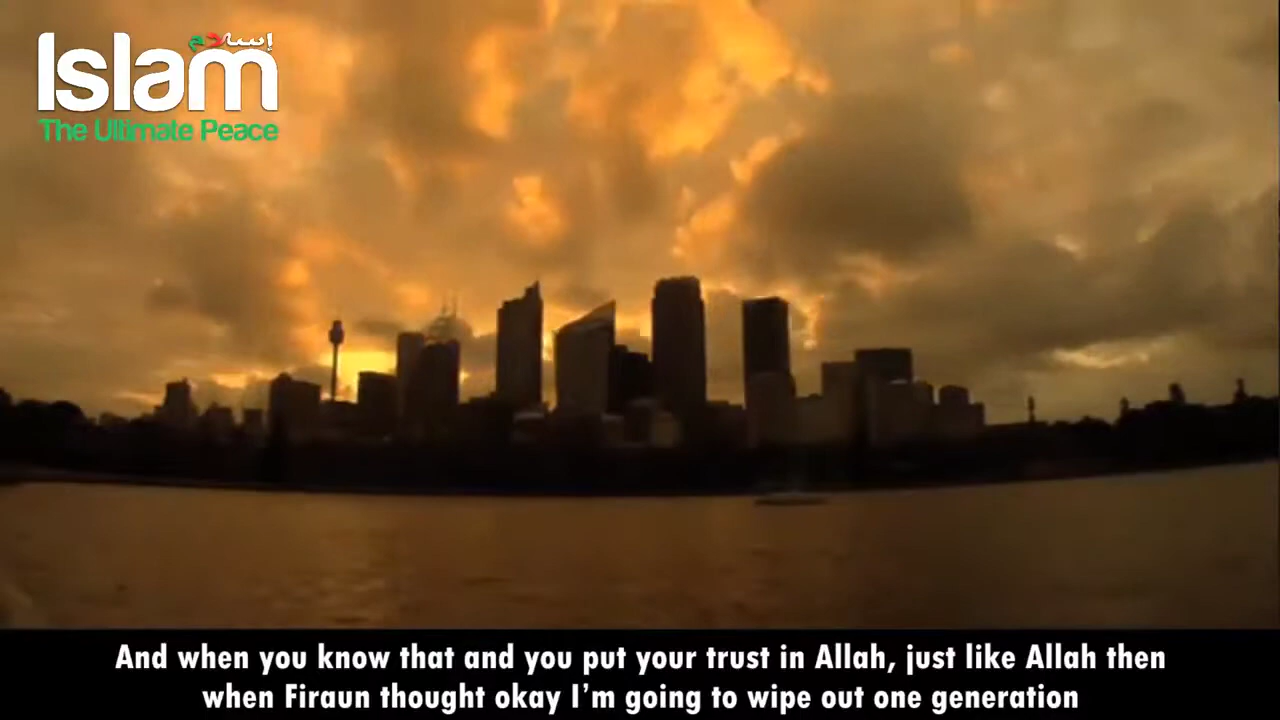 إسلام
Islam
The Ultimate Peace
And when you know that and you put your trust in Allah, just like Allah then
when Firaun thought okay I'm going to wipe out one generation